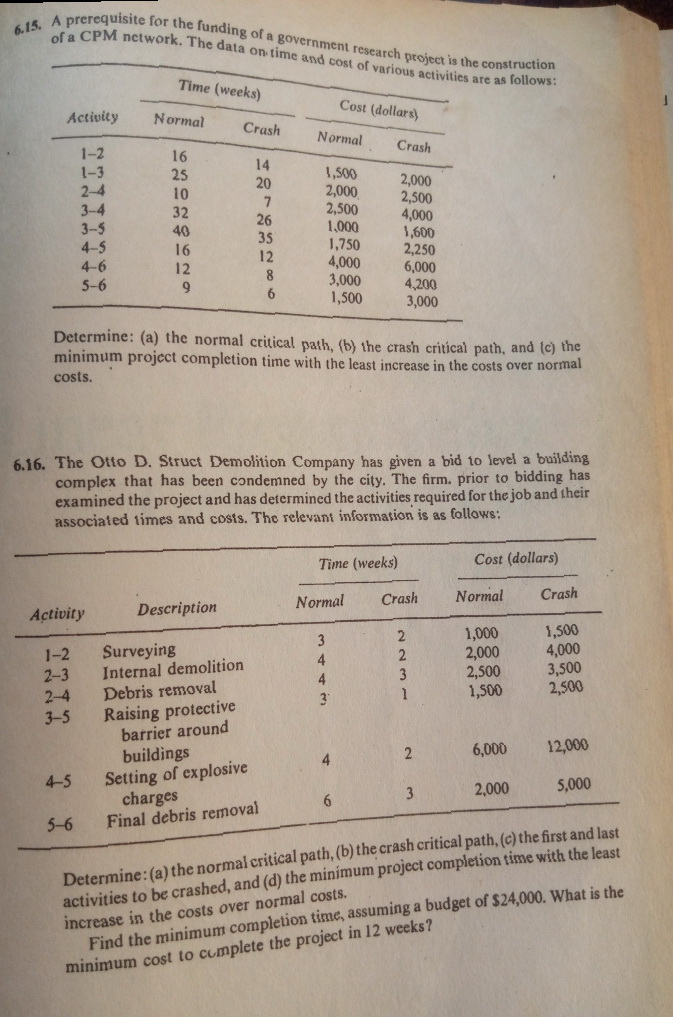 6.15. A prerequisite for the funding of a government research project is the construction
of a CPM network. The data on time and cost of various activities are as follows:
Time (weeks) Cost (dollars)
Activity Normal Crash Normal Crash
1-2 16 14 1,500 2,000
1-3 25 20 2,000 2,500
2-4 10 7 2,500 4,000
3-4 32 26 1,000 1,600
3-5 40 35 1,750 2,250
4-5 16 12 4,000 6,000
4-6 12 8 3,000 4,200
5-6 9 6 1,500 3,000
Determine: (a) the normal critical path, (b) the crash critical path, and (c) the
minimum project completion time with the least increase in the costs over normal
costs.
6.16. The Otto D. Struct Demolition Company has given a bid to level a building
complex that has been condemned by the city. The firm, prior to bidding has
examined the project and has determined the activities required for the job and their
associated times and costs. The relevant information is as follows:
Time (weeks) Cost (dollars)
Activity Description Normal Crash Normal Crash
1-2 Surveying 3 2 1,000 1,500
2-3 Internal demolition 4 2 2,000 4,000
2-4 Debris removal 4 3 2,500 3,500
3-5 Raising protective 3 1 1,500 2,500
barrier around
buildings
4-5 Setting of explosive 4 2 6,000 12,000
charges
5-6 Final debris removal 6 3 2,000 5,000
Determine: (a) the normal critical path, (b) the crash critical path, (c) the first and last
activities to be crashed, and (d) the minimum project completion time with the least
increase in the costs over normal costs.
Find the minimum completion time, assuming a budget of $24,000. What is the
minimum cost to complete the project in 12 weeks?